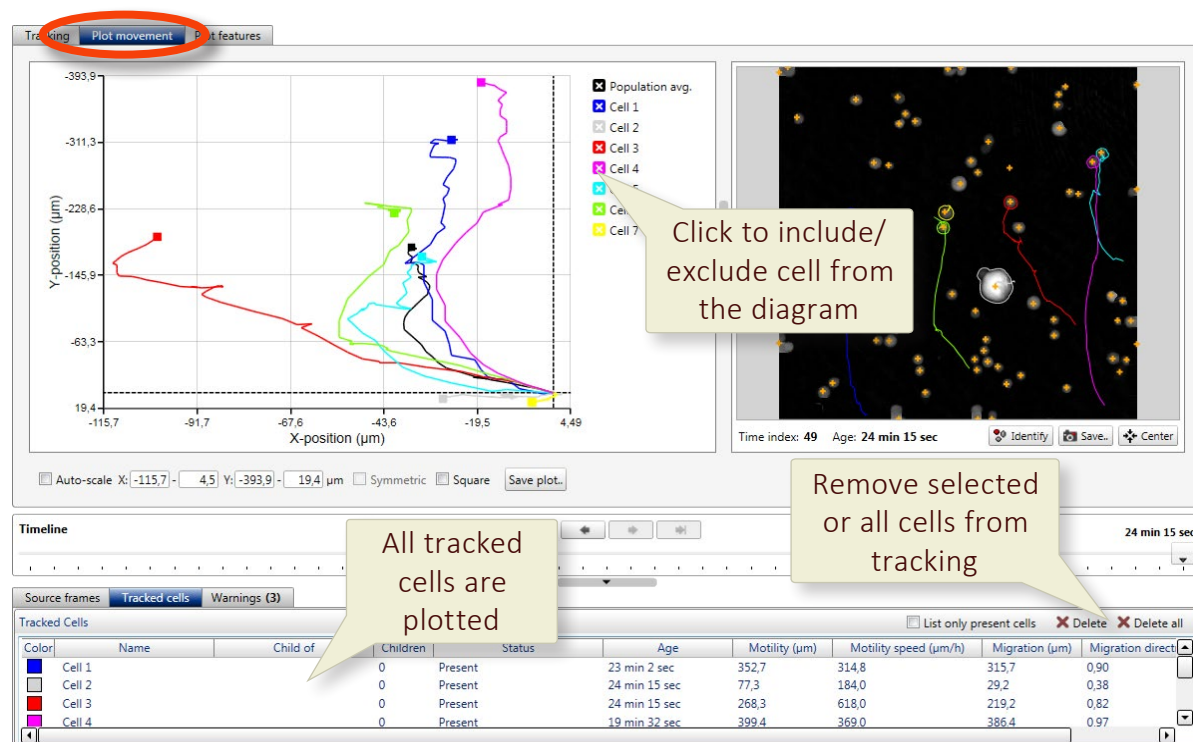 Tracking Plot movement Plot features
-393,9
-311,3
-228,6
-145,9
-63,3
19,4
Y-position (µm)
-115,7 -91,7 -67,6 -43,6 -19,5 4,49
X-position (µm)
Population avg.
Cell 1
Cell 2
Cell 3
Cell 4
Cell 7
Click to include/
exclude cell from
the diagram
Time index: 49 Age: 24 min 15 sec Identify Save.. Center
Auto-scale X: -115,7 - 4,5 Y: -393,9 - 19,4 µm Symmetric Square Save plot..
Remove selected
or all cells from
tracking
Timeline
24 min 15 sec
All tracked
cells are
plotted
Source frames Tracked cells Warnings (3)
Tracked Cells List only present cells Delete Delete all
Color Name Child of Children Status Age Motility (µm) Motility speed (µm/h) Migration (µm) Migration directi
Cell 1 0 Present 23 min 2 sec 352,7 314,8 315,7 0,90
Cell 2 0 Present 24 min 15 sec 77,3 184,0 29,2 0,38
Cell 3 0 Present 24 min 15 sec 268,3 618,0 219,2 0,82
Cell 4 0 Present 19 min 32 sec 399,4 369,0 386,4 0,97